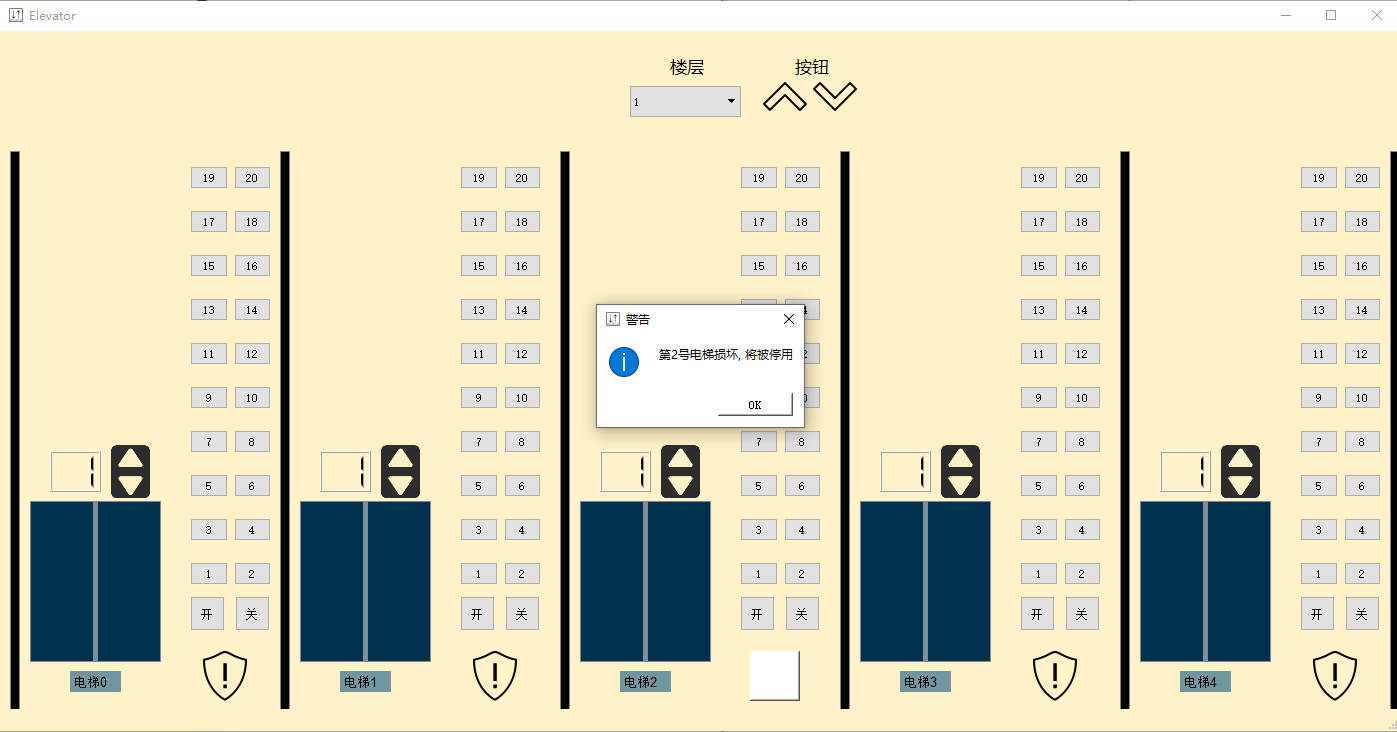 Elevator
楼层 按钮
1
19 20 19 20 19 20 19 20 19 20
17 18 17 18 17 18 17 18 17 18
15 16 15 16 15 16 15 16 15 16
13 14 13 14 13 4 13 14 13 14
警告
11 12 11 12 2 11 12 11 12
第2号电梯损坏, 将被停用
9 10 9 10 0 9 10 9 10
OK
7 8 7 8 7 8 7 8 7 8
1 1 1 1 1
5 6 5 6 5 6 5 6 5 6
3 4 3 4 3 4 3 4 3 4
1 2 1 2 1 2 1 2 1 2
开 关 开 关 开 关 开 关 开 关
电梯0 电梯1 电梯2 电梯3 电梯4